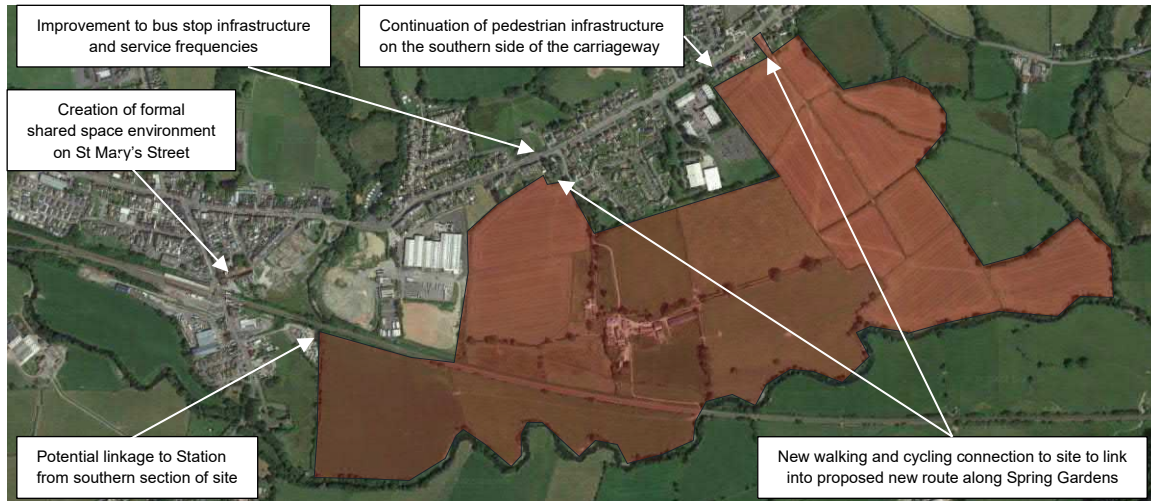 Improvement to bus stop infrastructure
and service frequencies
Continuation of pedestrian infrastructure
on the southern side of the carriageway
Creation of formal
shared space environment
on St Mary's Street
Potential linkage to Station
from southern section of site
New walking and cycling connection to site to link
into proposed new route along Spring Gardens